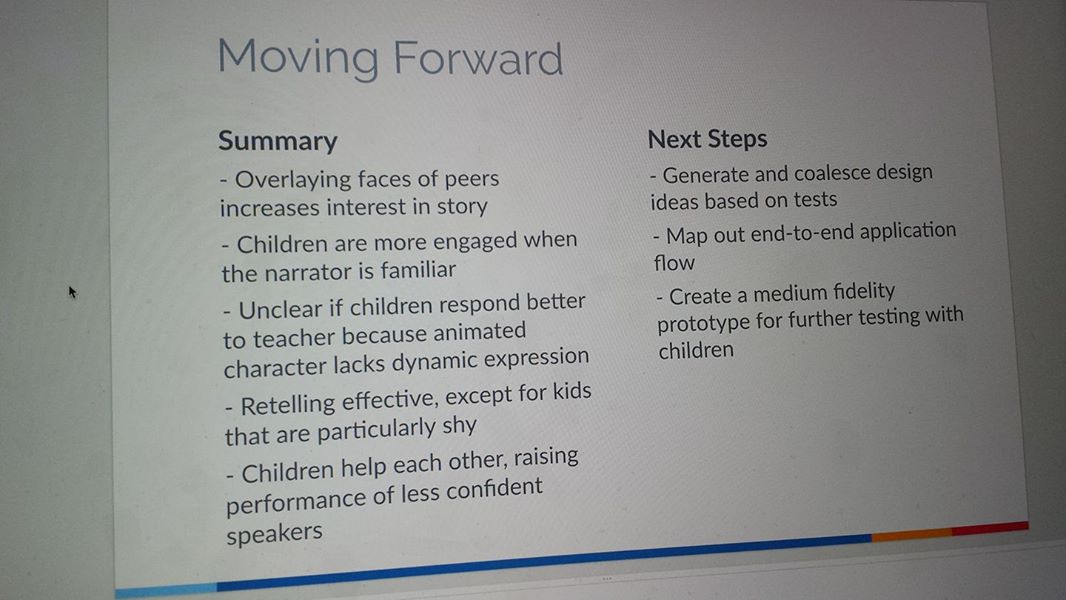 Moving Forward
Summary
- Overlaying faces of peers
increases interest in story
- Children are more engaged when
the narrator is familiar
- Unclear if children respond better
to teacher because animated
character lacks dynamic expression
- Retelling effective, except for kids
that are particularly shy
- Children help each other, raising
performance of less confident
speakers
Next Steps
- Generate and coalesce design
ideas based on tests
- Map out end-to-end application
flow
- Create a medium fidelity
prototype for further testing with
children